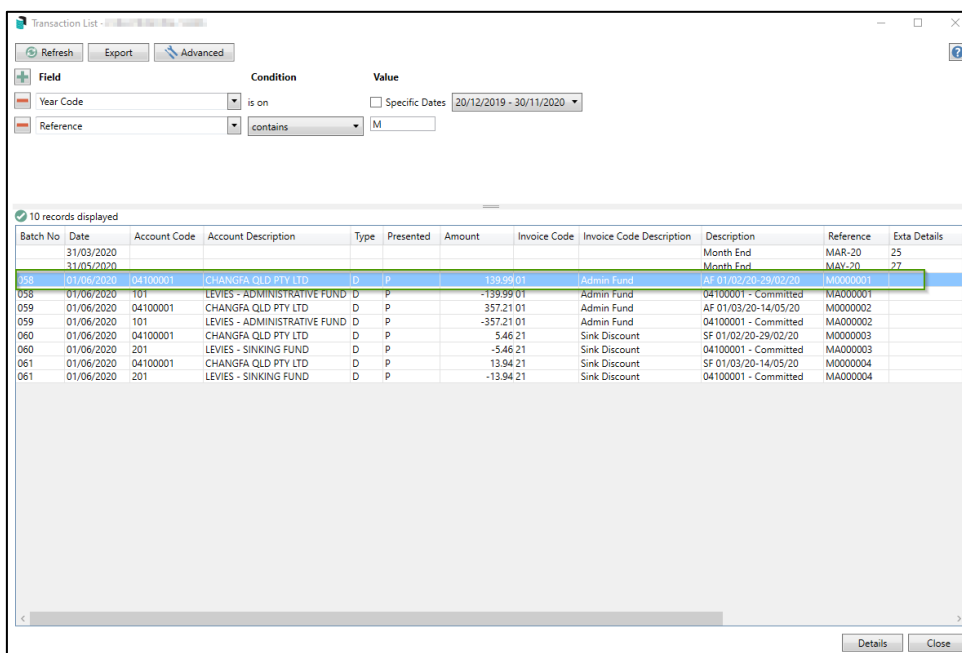 Transaction List -
Refresh Export Advanced
Field Condition Value
Year Code is on Specific Dates 20/12/2019 - 30/11/2020
Reference contains M
10 records displayed
Batch No Date Account Code Account Description Type Presented Amount Invoice Code Invoice Code Description Description Reference Exta Details
31/03/2020 Month End MAR-20 25
31/05/2020 Month End MAY-20 27
058 01/06/2020 04100001 CHANGFA QLD PTY LTD D P 139.99 01 Admin Fund AF 01/02/20-29/02/20 M0000001
058 01/06/2020 101 LEVIES - ADMINISTRATIVE FUND D P -139.99 01 Admin Fund 04100001 - Committed MA000001
059 01/06/2020 04100001 CHANGFA QLD PTY LTD D P 357.21 01 Admin Fund AF 01/03/20-14/05/20 M0000002
059 01/06/2020 101 LEVIES - ADMINISTRATIVE FUND D P -357.21 01 Admin Fund 04100001 - Committed MA000002
060 01/06/2020 04100001 CHANGFA QLD PTY LTD D P 5.46 21 Sink Discount SF 01/02/20-29/02/20 M0000003
060 01/06/2020 201 LEVIES - SINKING FUND D P -5.46 21 Sink Discount 04100001 - Committed MA000003
061 01/06/2020 04100001 CHANGFA QLD PTY LTD D P 13.94 21 Sink Discount SF 01/03/20-14/05/20 M0000004
061 01/06/2020 201 LEVIES - SINKING FUND D P -13.94 21 Sink Discount 04100001 - Committed MA000004
Details Close